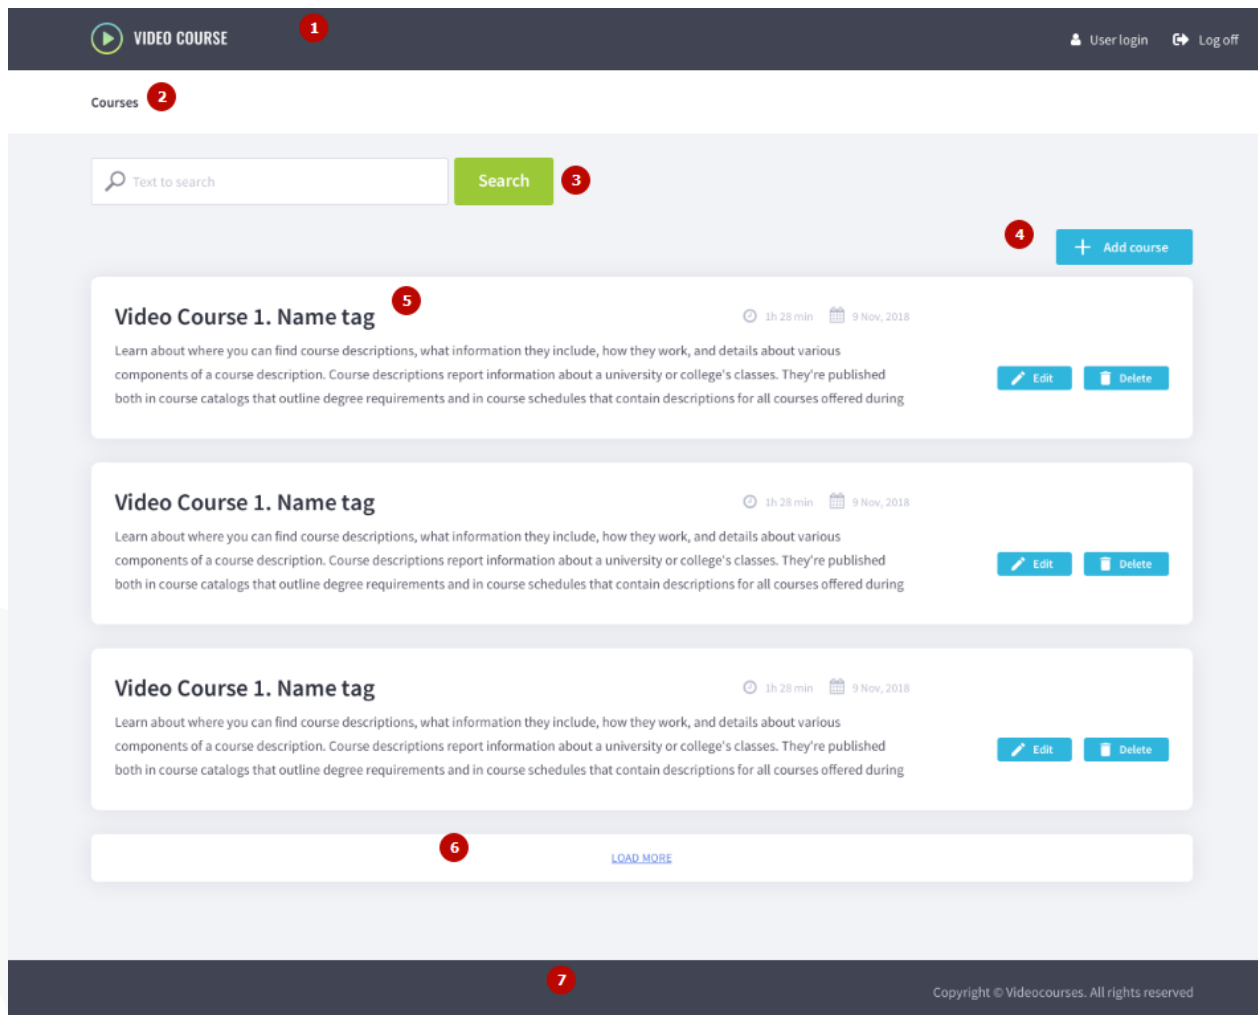 VIDEO COURSE
1
User login
Log off
Courses
2
Text to search
Search
3
4
Add course
Video Course 1. Name tag
5
1h 28 min
9 Nov, 2018
Learn about where you can find course descriptions, what information they include, how they work, and details about various
components of a course description. Course descriptions report information about a university or college's classes. They're published
both in course catalogs that outline degree requirements and in course schedules that contain descriptions for all courses offered during
Edit
Delete
Video Course 1. Name tag
1h 28 min
9 Nov, 2018
Learn about where you can find course descriptions, what information they include, how they work, and details about various
components of a course description. Course descriptions report information about a university or college's classes. They're published
both in course catalogs that outline degree requirements and in course schedules that contain descriptions for all courses offered during
Edit
Delete
Video Course 1. Name tag
1h 28 min
9 Nov, 2018
Learn about where you can find course descriptions, what information they include, how they work, and details about various
components of a course description. Course descriptions report information about a university or college's classes. They're published
both in course catalogs that outline degree requirements and in course schedules that contain descriptions for all courses offered during
Edit
Delete
6
LOAD MORE
7
Copyright © Videocourses. All rights reserved